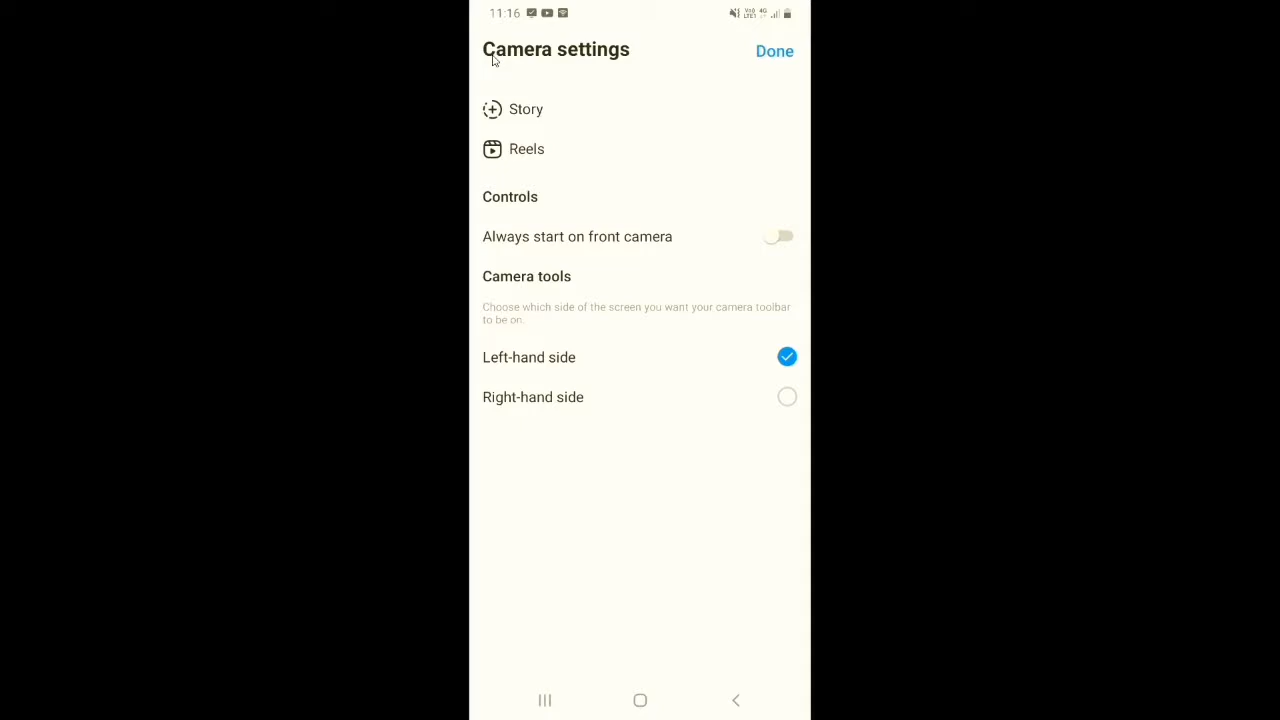 11:16
Camera settings
Done
Story
Reels
Controls
Always start on front camera
Camera tools
Choose which side of the screen you want your camera toolbar
to be on.
Left-hand side
Right-hand side